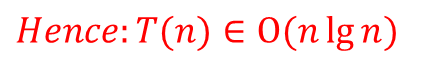 Hence: T(n) ∈ O(n lg n)